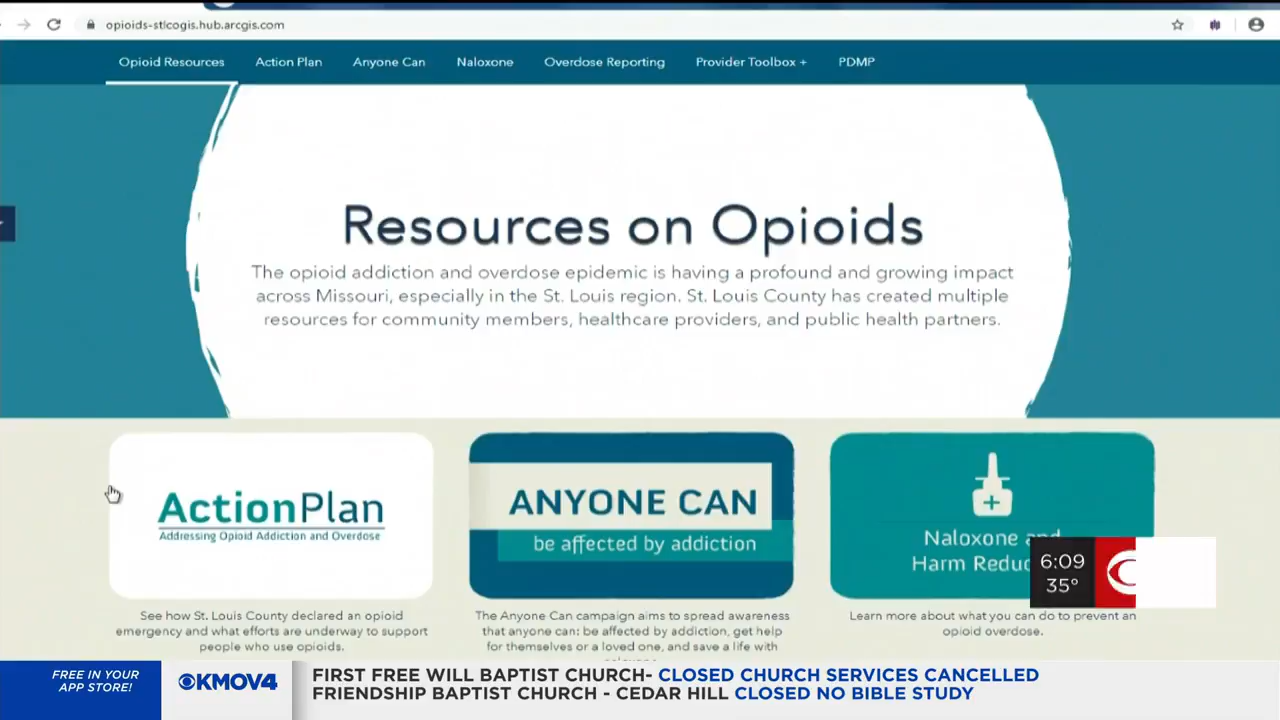 opioids-stlcogis.hub.arcgis.com
Opioid Resources Action Plan Anyone Can Naloxone Overdose Reporting Provider Toolbox + PDMP
Resources on Opioids
The opioid addiction and overdose epidemic is having a profound and growing impact
across Missouri, especially in the St. Louis region. St. Louis County has created multiple
resources for community members, healthcare providers, and public health partners.
ActionPlan
Addressing Opioid Addiction and Overdose
See how St. Louis County declared an opioid
emergency and what efforts are underway to support
people who use opioids.
ANYONE CAN
be affected by addiction
The Anyone Can campaign aims to spread awareness
that anyone can: be affected by addiction, get help
for themselves or a loved one, and save a life with
Naloxone and
Harm
Learn more about what you can do to prevent an
opioid overdose.
6:09
35°
FREE IN YOUR
APP STORE!
KMOV4
FIRST FREE WILL BAPTIST CHURCH- CLOSED CHURCH SERVICES CANCELLED
FRIENDSHIP BAPTIST CHURCH - CEDAR HILL CLOSED NO BIBLE STUDY